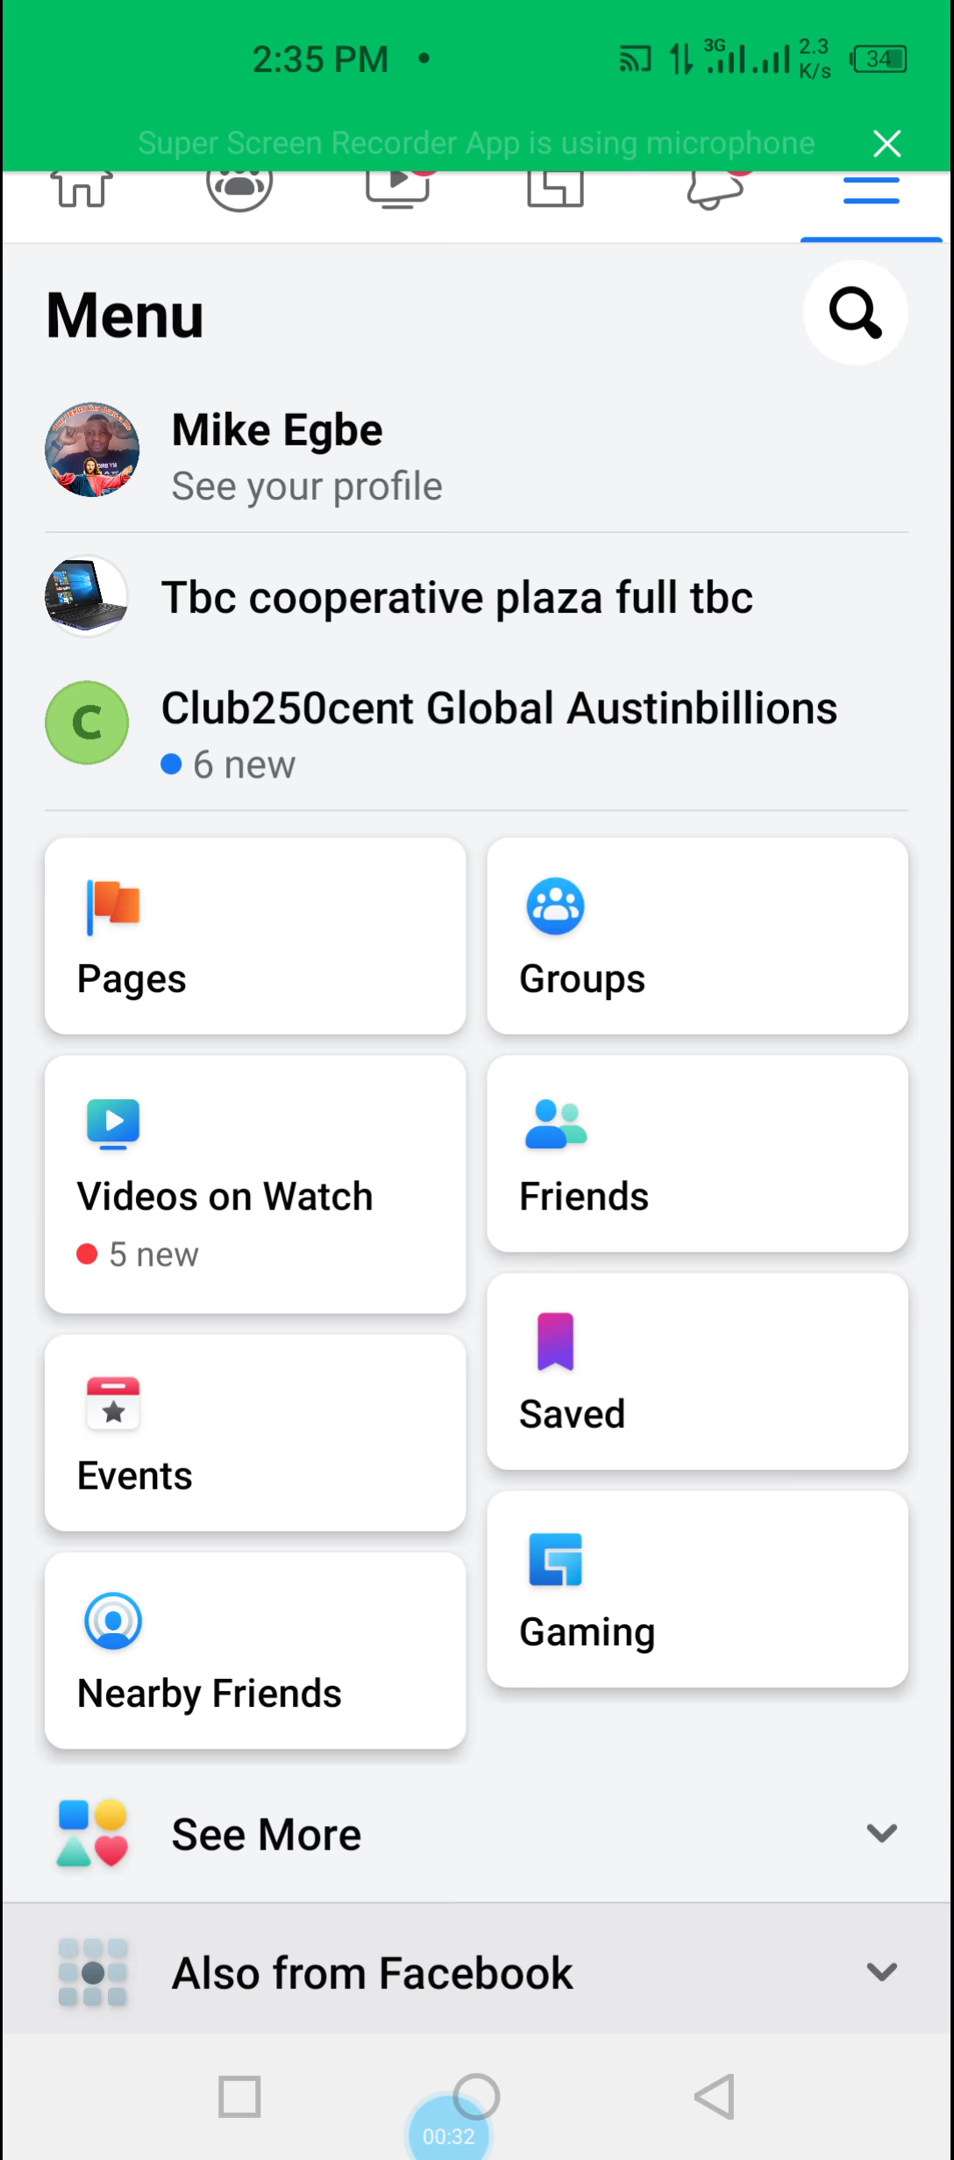 2:35 PM
3G
2.3
K/s
34
Super Screen Recorder App is using microphone
Menu
Mike Egbe
See your profile
Tbc cooperative plaza full tbc
C
Club250cent Global Austinbillions
6 new
Pages
Groups
Videos on Watch
5 new
Friends
Saved
Events
Gaming
Nearby Friends
See More
Also from Facebook
00:32